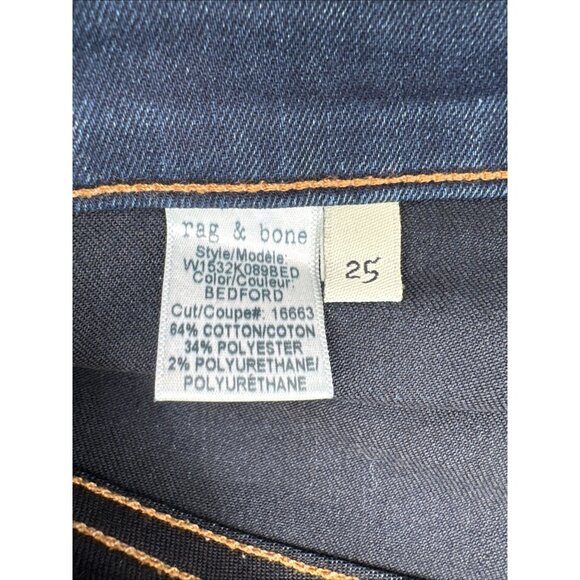 rag & bone
Style/Modèle:
W1532K089BED
Color/Couleur:
BEDFORD
Cut/Coupe#: 16663
64% COTTON/COTON
34% POLYESTER
2% POLYURETHANE/
POLYURÉTHANE
25